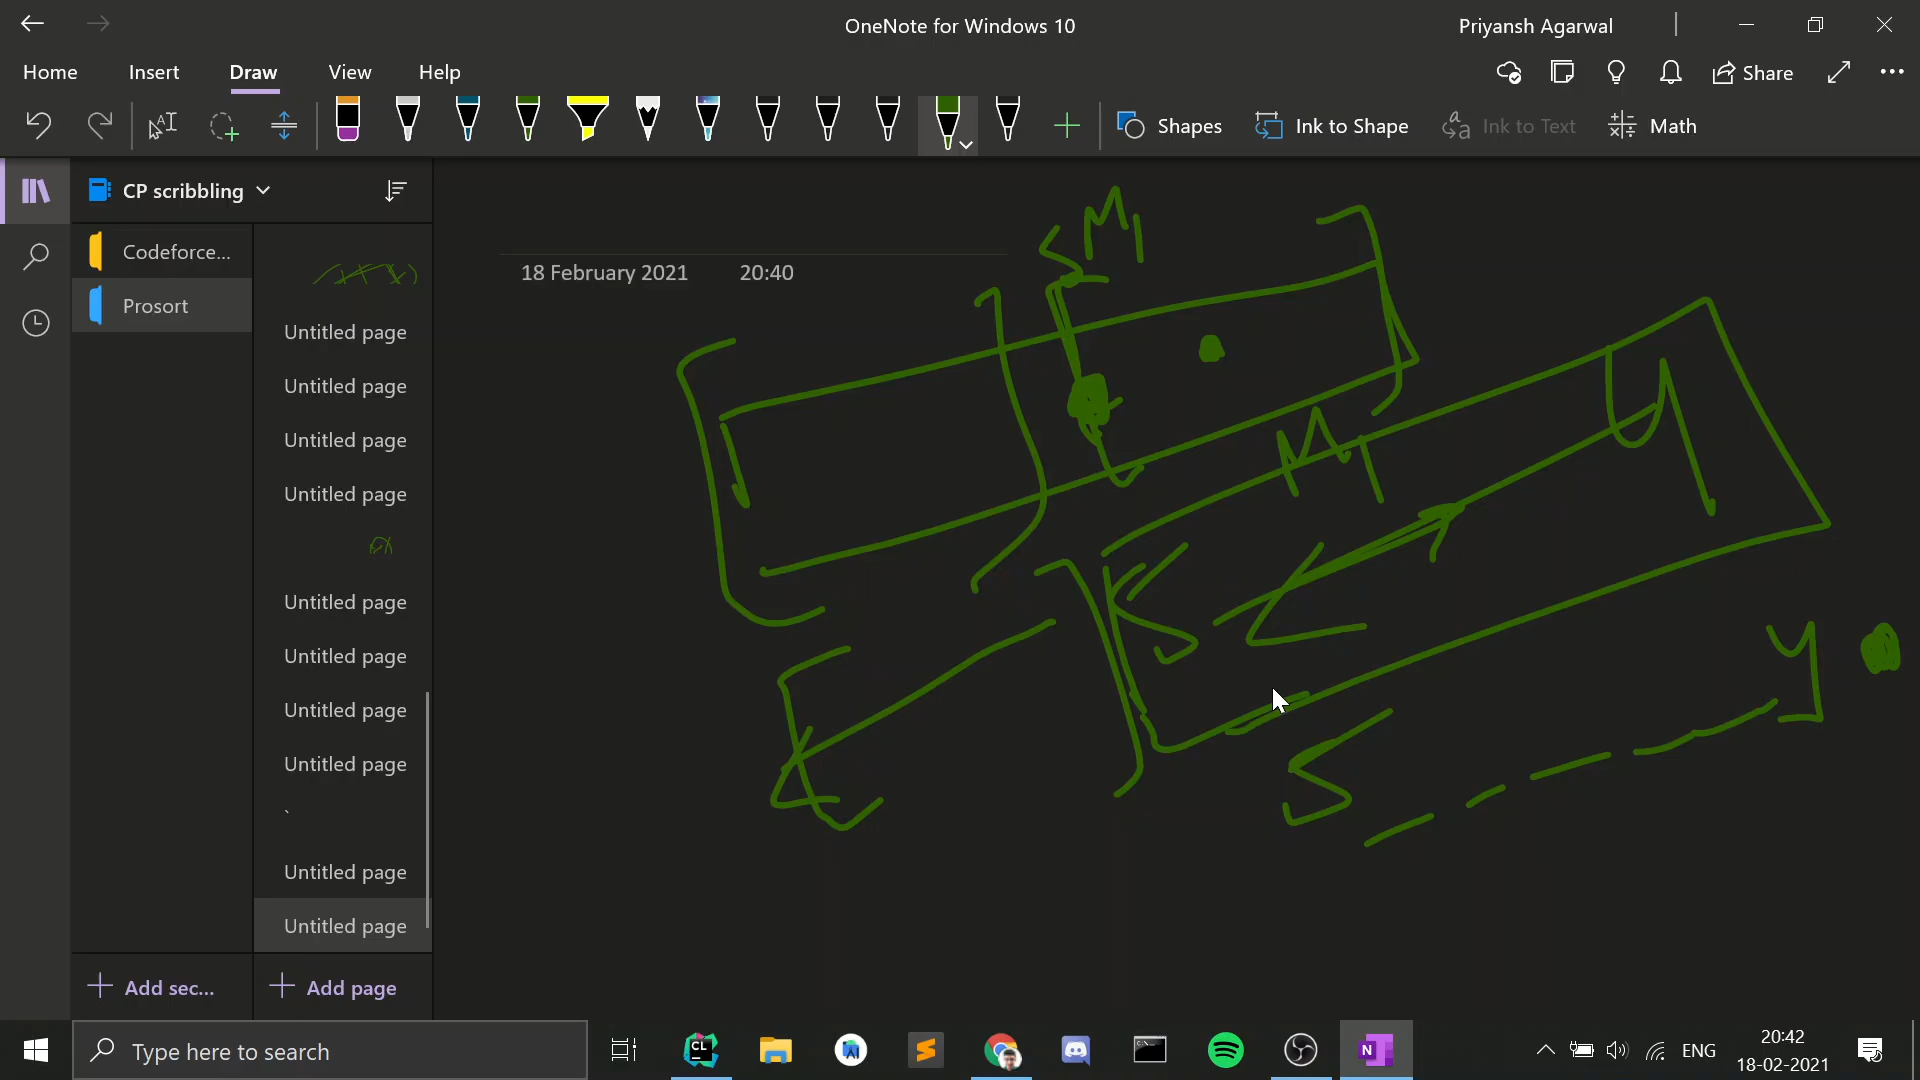 OneNote for Windows 10
Priyansh Agarwal
Home
Insert
Draw
View
Help
Share
Shapes
Ink to Shape
Ink to Text
Math
CP scribbling
Codeforce...
Prosort
Untitled page
Untitled page
Untitled page
Untitled page
Untitled page
Untitled page
Untitled page
Untitled page
`
Untitled page
Untitled page
Add sec...
Add page
18 February 2021
20:40
Type here to search
CL
N
ENG
20:42
18-02-2021